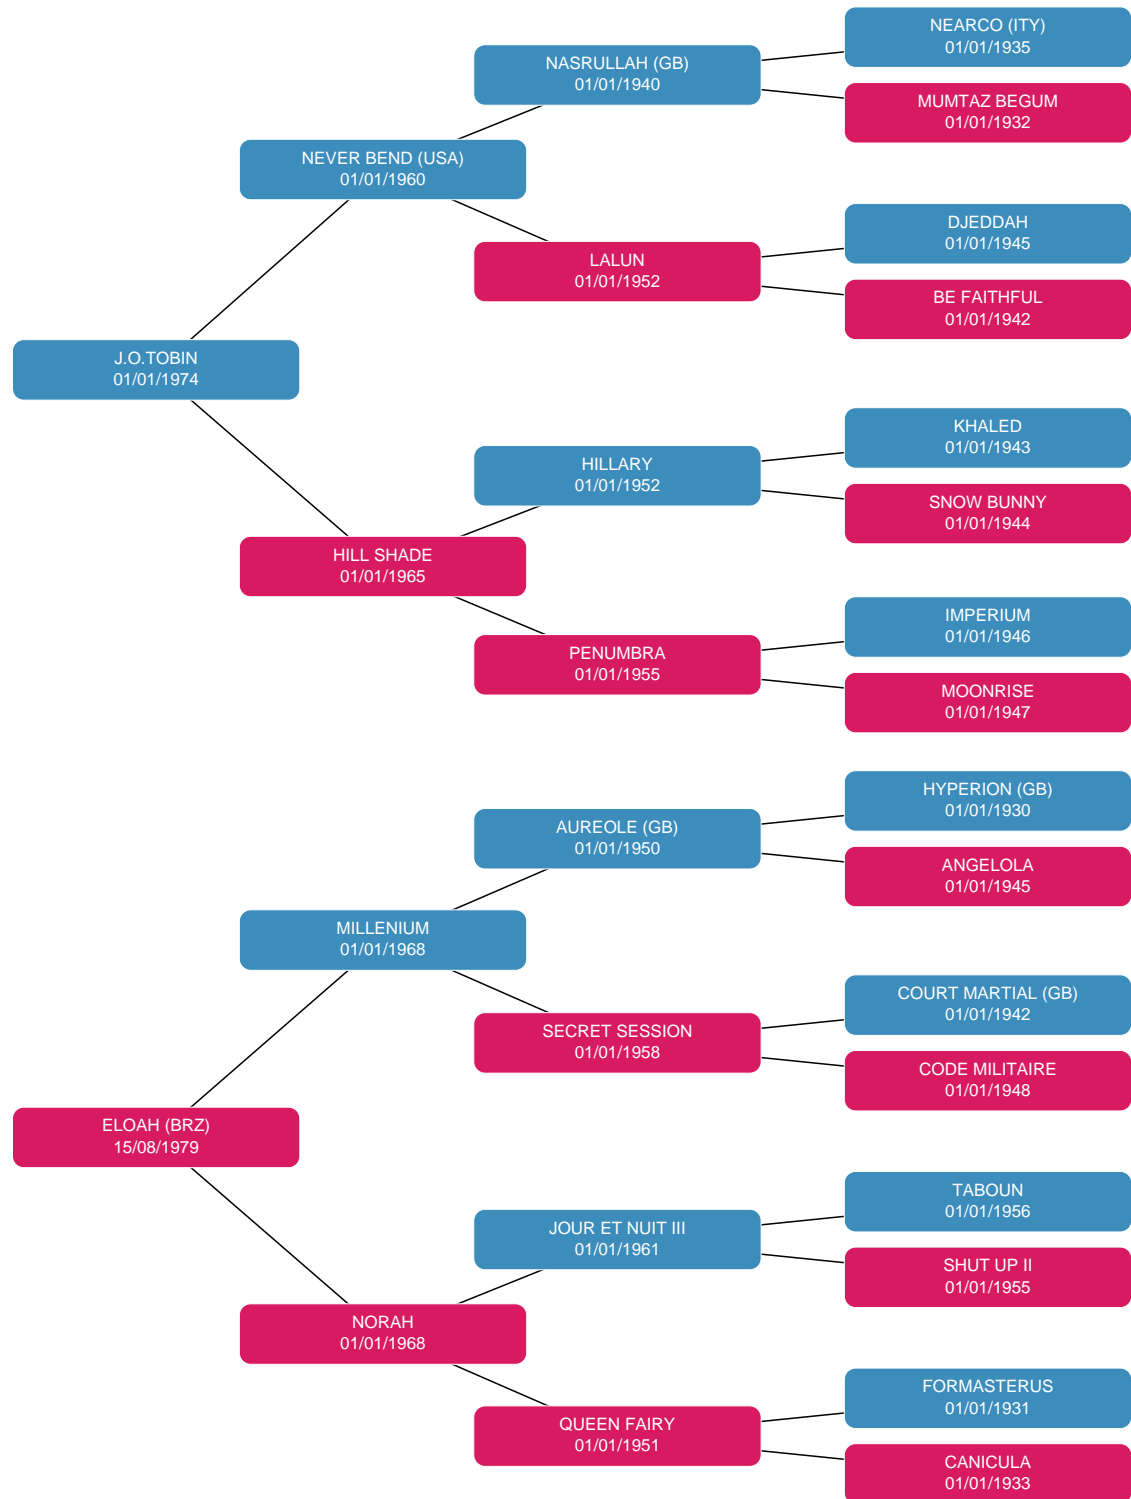 NEARCO (ITY)
01/01/1935
NASRULLAH (GB)
01/01/1940
MUMTAZ BEGUM
01/01/1932
NEVER BEND (USA)
01/01/1960
DJEDDAH
01/01/1945
LALUN
01/01/1952
BE FAITHFUL
01/01/1942
J.O.TOBIN
01/01/1974
KHALED
01/01/1943
HILLARY
01/01/1952
SNOW BUNNY
01/01/1944
HILL SHADE
01/01/1965
IMPERIUM
01/01/1946
PENUMBRA
01/01/1955
MOONRISE
01/01/1947
HYPERION (GB)
01/01/1930
AUREOLE (GB)
01/01/1950
ANGELOLA
01/01/1945
MILLENIUM
01/01/1968
COURT MARTIAL (GB)
01/01/1942
SECRET SESSION
01/01/1958
CODE MILITAIRE
01/01/1948
ELOAH (BRZ)
15/08/1979
TABOUN
01/01/1956
JOUR ET NUIT III
01/01/1961
SHUT UP II
01/01/1955
NORAH
01/01/1968
FORMASTERUS
01/01/1931
QUEEN FAIRY
01/01/1951
CANICULA
01/01/1933